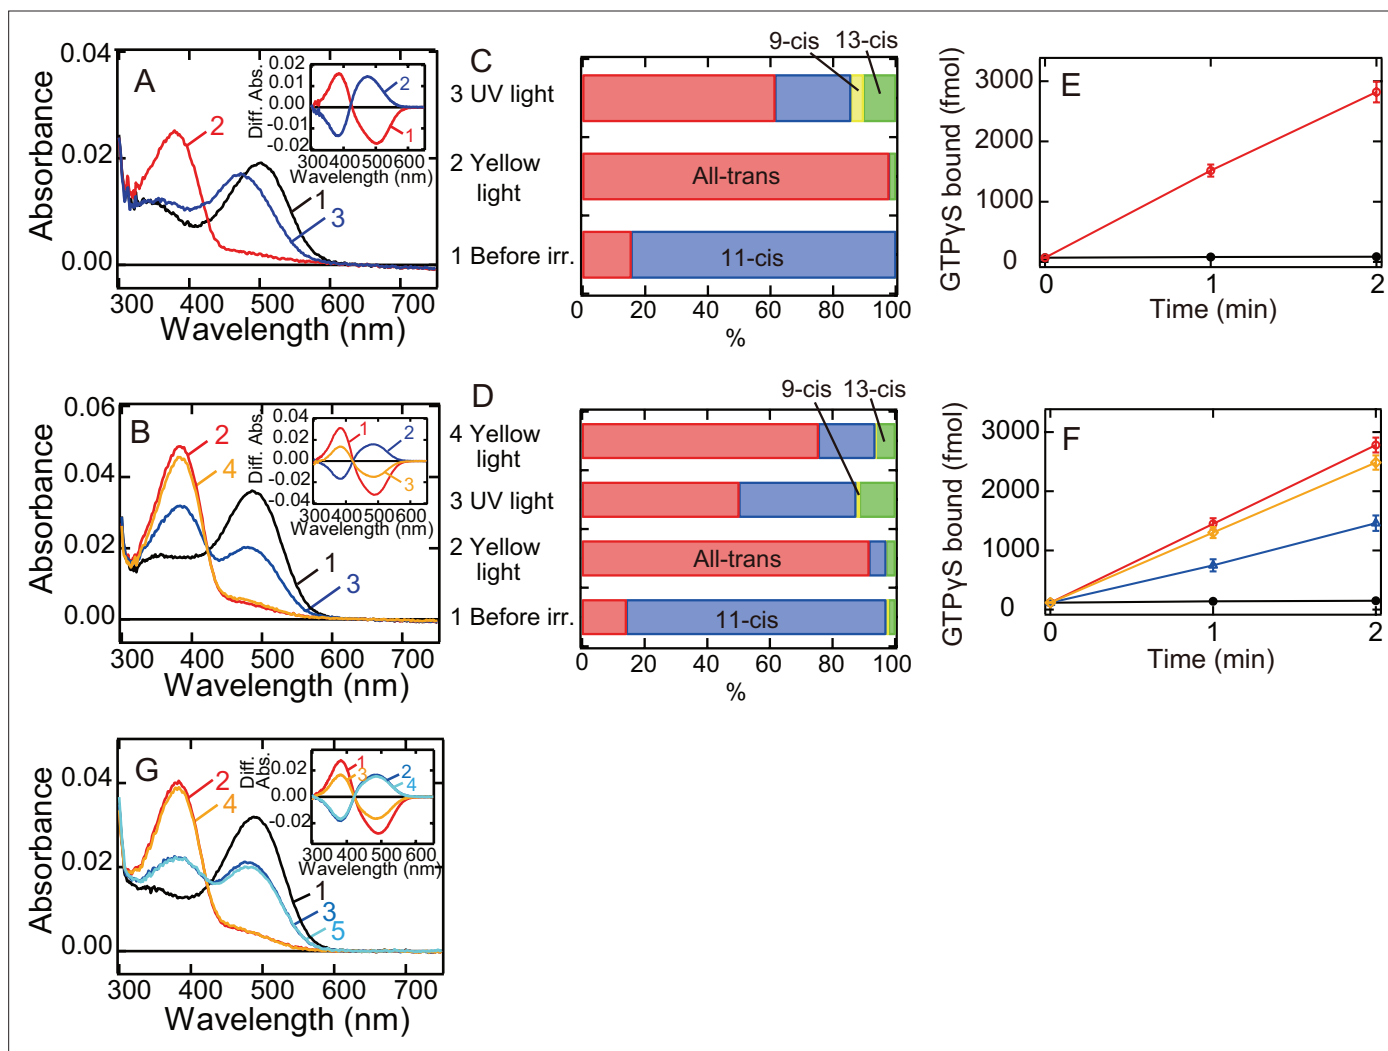 A
Absorbance
0.04
0.02
0.00
300 400 500 600 700
Wavelength (nm)
2
1
3
Diff. Abs.
0.02
0.01
0.00
-0.01
-0.02
2
1
300 400 500 600
Wavelength (nm)
C
9-cis
13-cis
3 UV light
2 Yellow
light
All-trans
1 Before irr.
11-cis
0 20 40 60 80 100
%
E
GTPγS bound (fmol)
3000
2000
1000
0
0 1 2
Time (min)
B
Absorbance
0.06
0.04
0.02
0.00
300 400 500 600 700
Wavelength (nm)
2
4
1
3
Diff. Abs.
0.04
0.02
0.00
-0.02
-0.04
1
2
3
300 400 500 600
Wavelength (nm)
D
9-cis
13-cis
4 Yellow
light
3 UV light
2 Yellow
light
All-trans
1 Before irr.
11-cis
0 20 40 60 80 100
%
F
GTPγS bound (fmol)
3000
2000
1000
0
0 1 2
Time (min)
G
Absorbance
0.04
0.02
0.00
300 400 500 600 700
Wavelength (nm)
2
4
1
3
5
Diff.
Abs.
0.02
0.00
-0.02
1
3
2
4
300 400 500 600
Wavelength (nm)